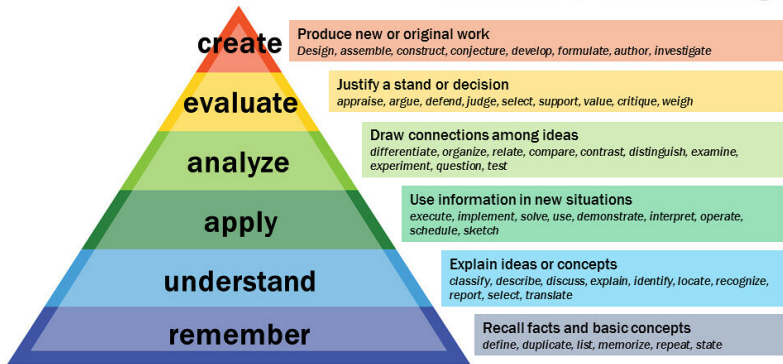 create
Produce new or original work
Design, assemble, construct, conjecture, develop, formulate, author, investigate
evaluate
Justify a stand or decision
appraise, argue, defend, judge, select, support, value, critique, weigh
analyze
Draw connections among ideas
differentiate, organize, relate, compare, contrast, distinguish, examine,
experiment, question, test
apply
Use information in new situations
execute, implement, solve, use, demonstrate, interpret, operate,
schedule, sketch
understand
Explain ideas or concepts
classify, describe, discuss, explain, identify, locate, recognize,
report, select, translate
remember
Recall facts and basic concepts
define, duplicate, list, memorize, repeat, state